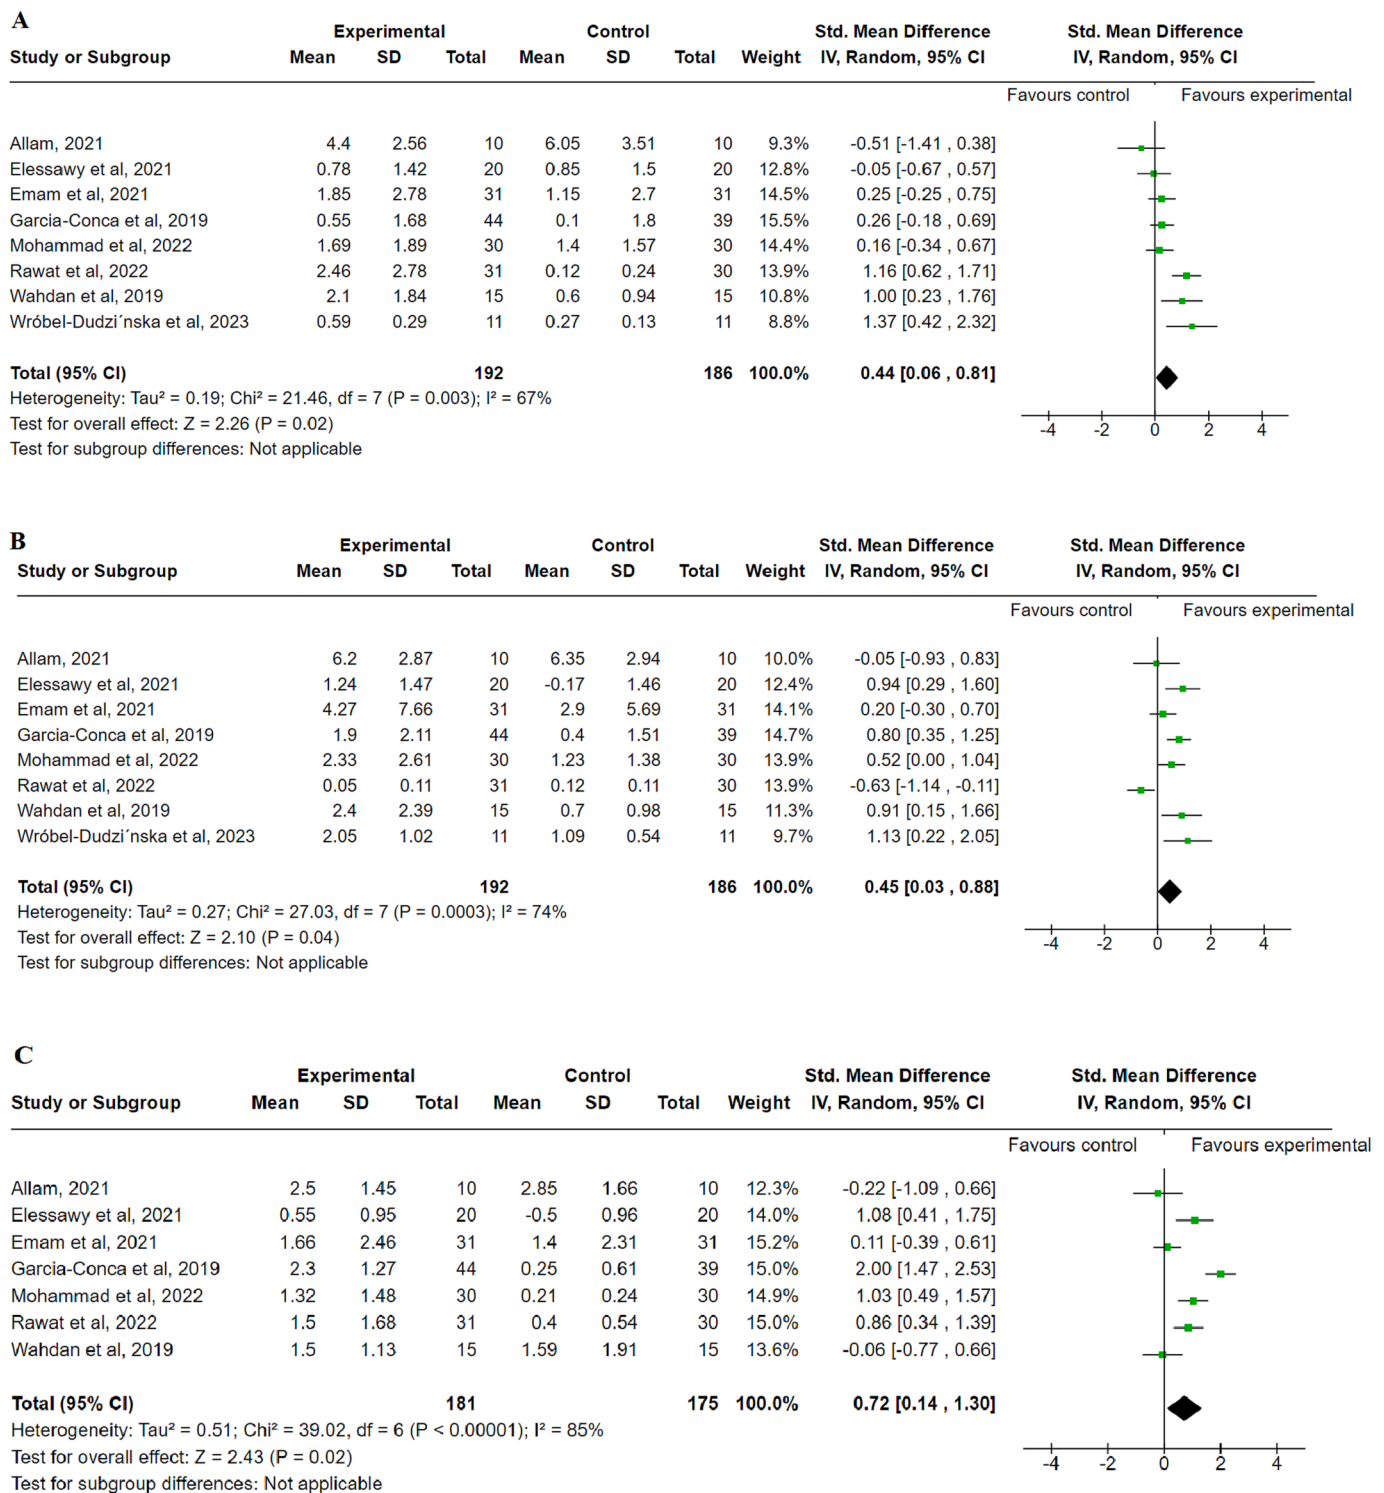 A
Experimental Control Std. Mean Difference Std. Mean Difference
Study or Subgroup Mean SD Total Mean SD Total Weight IV, Random, 95% CI IV, Random, 95% CI
Favours control Favours experimental
Allam, 2021 4.4 2.56 10 6.05 3.51 10 9.3% -0.51 [-1.41 , 0.38]
Elessawy et al, 2021 0.78 1.42 20 0.85 1.5 20 12.8% -0.05 [-0.67 , 0.57]
Emam et al, 2021 1.85 2.78 31 1.15 2.7 31 14.5% 0.25 [-0.25 , 0.75]
Garcia-Conca et al, 2019 0.55 1.68 44 0.1 1.8 39 15.5% 0.26 [-0.18 , 0.69]
Mohammad et al, 2022 1.69 1.89 30 1.4 1.57 30 14.4% 0.16 [-0.34 , 0.67]
Rawat et al, 2022 2.46 2.78 31 0.12 0.24 30 13.9% 1.16 [0.62 , 1.71]
Wahdan et al, 2019 2.1 1.84 15 0.6 0.94 15 10.8% 1.00 [0.23 , 1.76]
Wróbel-Dudzi´nska et al, 2023 0.59 0.29 11 0.27 0.13 11 8.8% 1.37 [0.42 , 2.32]
Total (95% CI) 192 186 100.0% 0.44 [0.06 , 0.81]
Heterogeneity: Tau² = 0.19; Chi² = 21.46, df = 7 (P = 0.003); I² = 67%
Test for overall effect: Z = 2.26 (P = 0.02)
Test for subgroup differences: Not applicable
-4 -2 0 2 4
B
Experimental Control Std. Mean Difference Std. Mean Difference
Study or Subgroup Mean SD Total Mean SD Total Weight IV, Random, 95% CI IV, Random, 95% CI
Favours control Favours experimental
Allam, 2021 6.2 2.87 10 6.35 2.94 10 10.0% -0.05 [-0.93 , 0.83]
Elessawy et al, 2021 1.24 1.47 20 -0.17 1.46 20 12.4% 0.94 [0.29 , 1.60]
Emam et al, 2021 4.27 7.66 31 2.9 5.69 31 14.1% 0.20 [-0.30 , 0.70]
Garcia-Conca et al, 2019 1.9 2.11 44 0.4 1.51 39 14.7% 0.80 [0.35 , 1.25]
Mohammad et al, 2022 2.33 2.61 30 1.23 1.38 30 13.9% 0.52 [0.00 , 1.04]
Rawat et al, 2022 0.05 0.11 31 0.12 0.11 30 13.9% -0.63 [-1.14 , -0.11]
Wahdan et al, 2019 2.4 2.39 15 0.7 0.98 15 11.3% 0.91 [0.15 , 1.66]
Wróbel-Dudzi´nska et al, 2023 2.05 1.02 11 1.09 0.54 11 9.7% 1.13 [0.22 , 2.05]
Total (95% CI) 192 186 100.0% 0.45 [0.03 , 0.88]
Heterogeneity: Tau² = 0.27; Chi² = 27.03, df = 7 (P = 0.0003); I² = 74%
Test for overall effect: Z = 2.10 (P = 0.04)
Test for subgroup differences: Not applicable
-4 -2 0 2 4
C
Experimental Control Std. Mean Difference Std. Mean Difference
Study or Subgroup Mean SD Total Mean SD Total Weight IV, Random, 95% CI IV, Random, 95% CI
Favours control Favours experimental
Allam, 2021 2.5 1.45 10 2.85 1.66 10 12.3% -0.22 [-1.09 , 0.66]
Elessawy et al, 2021 0.55 0.95 20 -0.5 0.96 20 14.0% 1.08 [0.41 , 1.75]
Emam et al, 2021 1.66 2.46 31 1.4 2.31 31 15.2% 0.11 [-0.39 , 0.61]
Garcia-Conca et al, 2019 2.3 1.27 44 0.25 0.61 39 15.0% 2.00 [1.47 , 2.53]
Mohammad et al, 2022 1.32 1.48 30 0.21 0.24 30 14.9% 1.03 [0.49 , 1.57]
Rawat et al, 2022 1.5 1.68 31 0.4 0.54 30 15.0% 0.86 [0.34 , 1.39]
Wahdan et al, 2019 1.5 1.13 15 1.59 1.91 15 13.6% -0.06 [-0.77 , 0.66]
Total (95% CI) 181 175 100.0% 0.72 [0.14 , 1.30]
Heterogeneity: Tau² = 0.51; Chi² = 39.02, df = 6 (P < 0.00001); I² = 85%
Test for overall effect: Z = 2.43 (P = 0.02)
Test for subgroup differences: Not applicable
-4 -2 0 2 4